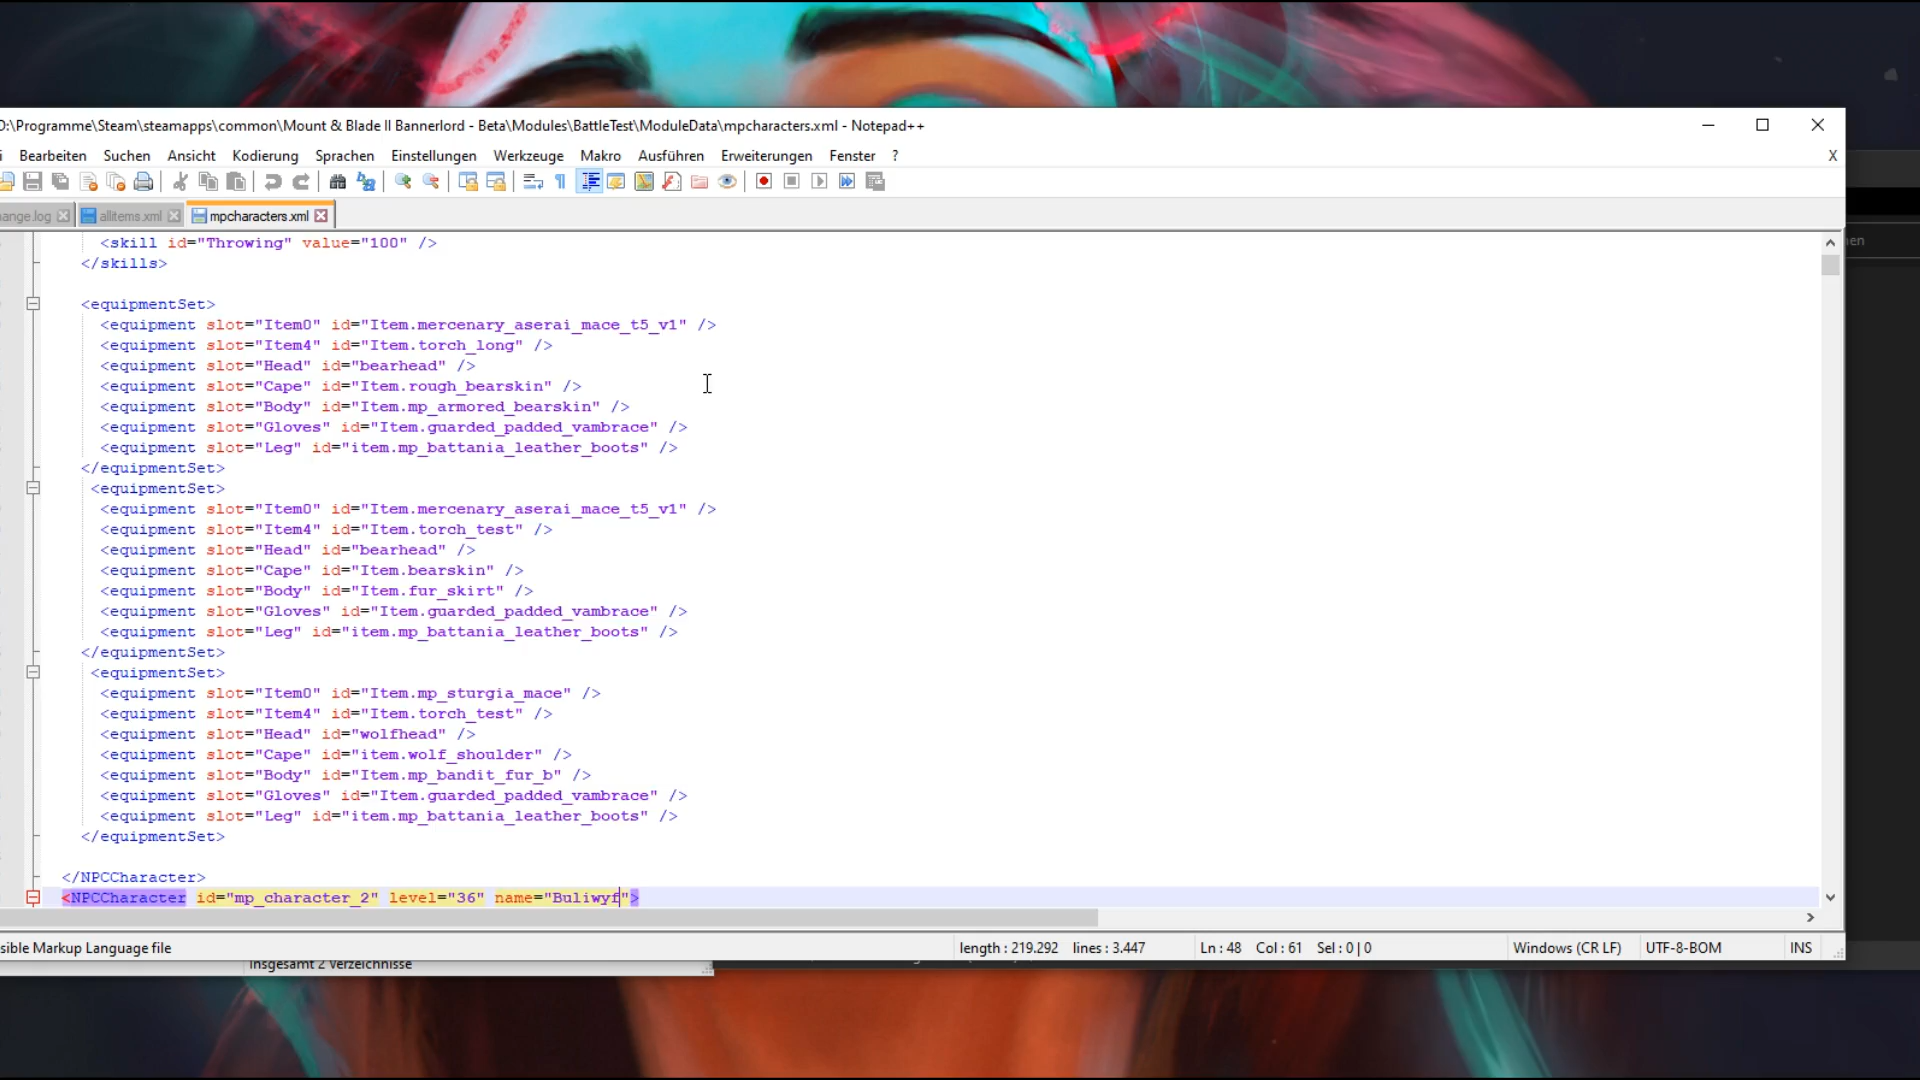 D:\Programme\Steam\steamapps\common\Mount & Blade II Bannerlord - Beta\Modules\BattleTest\ModuleData\mpcharacters.xml - Notepad++
i Bearbeiten Suchen Ansicht Kodierung Sprachen Einstellungen Werkzeuge Makro Ausführen Erweiterungen Fenster ? X
ange.log allitems.xml mpcharacters.xml
<skill id="Throwing" value="100" />
</skills>
<equipmentSet>
<equipment slot="Item0" id="Item.mercenary_aserai_mace_t5_v1" />
<equipment slot="Item4" id="Item.torch_long" />
<equipment slot="Head" id="bearhead" />
<equipment slot="Cape" id="Item.rough_bearskin" />
<equipment slot="Body" id="Item.mp_armored_bearskin" />
<equipment slot="Gloves" id="Item.guarded_padded_vambrace" />
<equipment slot="Leg" id="item.mp_battania_leather_boots" />
</equipmentSet>
<equipmentSet>
<equipment slot="Item0" id="Item.mercenary_aserai_mace_t5_v1" />
<equipment slot="Item4" id="Item.torch_test" />
<equipment slot="Head" id="bearhead" />
<equipment slot="Cape" id="Item.bearskin" />
<equipment slot="Body" id="Item.fur_skirt" />
<equipment slot="Gloves" id="Item.guarded_padded_vambrace" />
<equipment slot="Leg" id="item.mp_battania_leather_boots" />
</equipmentSet>
<equipmentSet>
<equipment slot="Item0" id="Item.mp_sturgia_mace" />
<equipment slot="Item4" id="Item.torch_test" />
<equipment slot="Head" id="wolfhead" />
<equipment slot="Cape" id="item.wolf_shoulder" />
<equipment slot="Body" id="Item.mp_bandit_fur_b" />
<equipment slot="Gloves" id="Item.guarded_padded_vambrace" />
<equipment slot="Leg" id="item.mp_battania_leather_boots" />
</equipmentSet>
</NPCCharacter>
<NPCCharacter id="mp_character_2" level="36" name="Buliwyf">
sible Markup Language file length : 219.292 lines : 3.447 Ln : 48 Col : 61 Sel : 0 | 0 Windows (CR LF) UTF-8-BOM INS
Insgesamt 2 Verzeichnisse
en